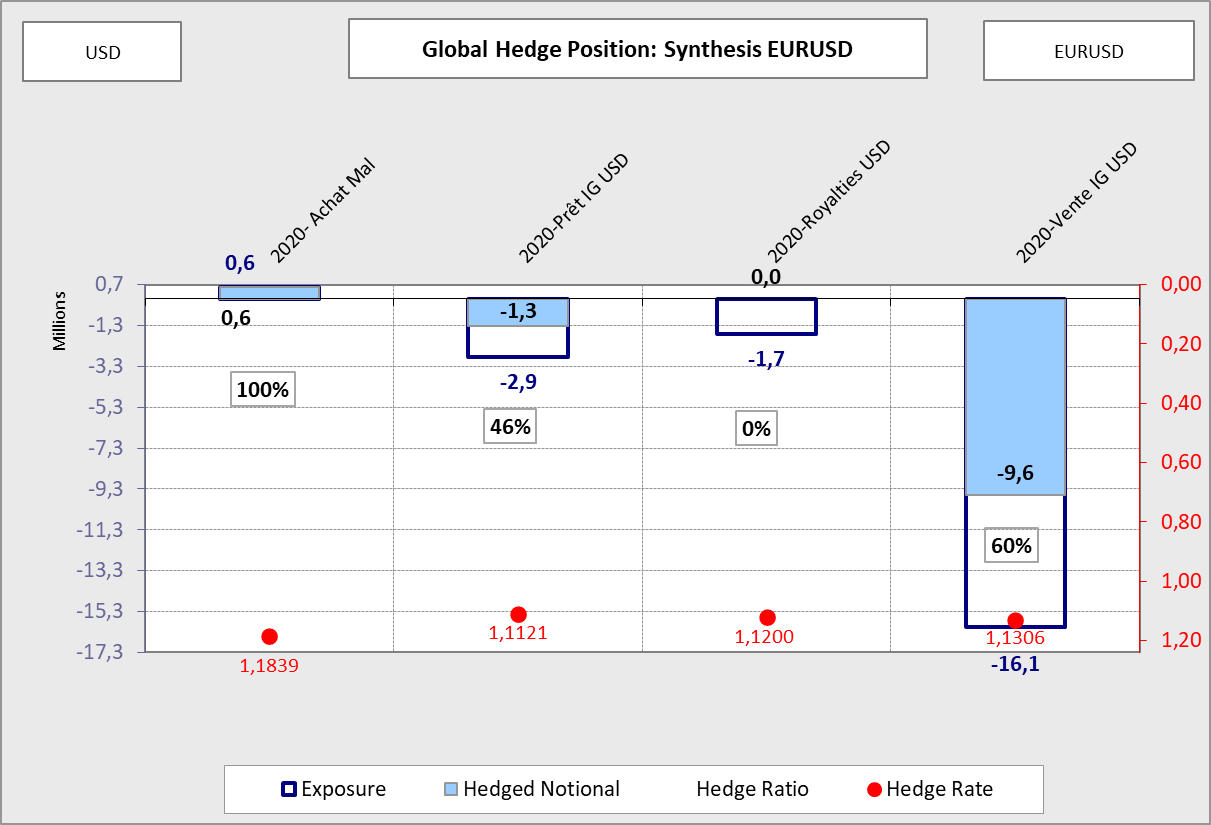 USD
Global Hedge Position: Synthesis EURUSD
EURUSD
2020- Achat Mal
2020-Prêt IG USD
2020-Royalties USD
2020-Vente IG USD
Millions
0,7
-1,3
-3,3
-5,3
-7,3
-9,3
-11,3
-13,3
-15,3
-17,3
0,6
0,6
100%
1,1839
-1,3
-2,9
46%
1,1121
0,0
-1,7
0%
1,1200
-9,6
60%
1,1306
-16,1
0,00
0,20
0,40
0,60
0,80
1,00
1,20
Exposure
Hedged Notional
Hedge Ratio
Hedge Rate